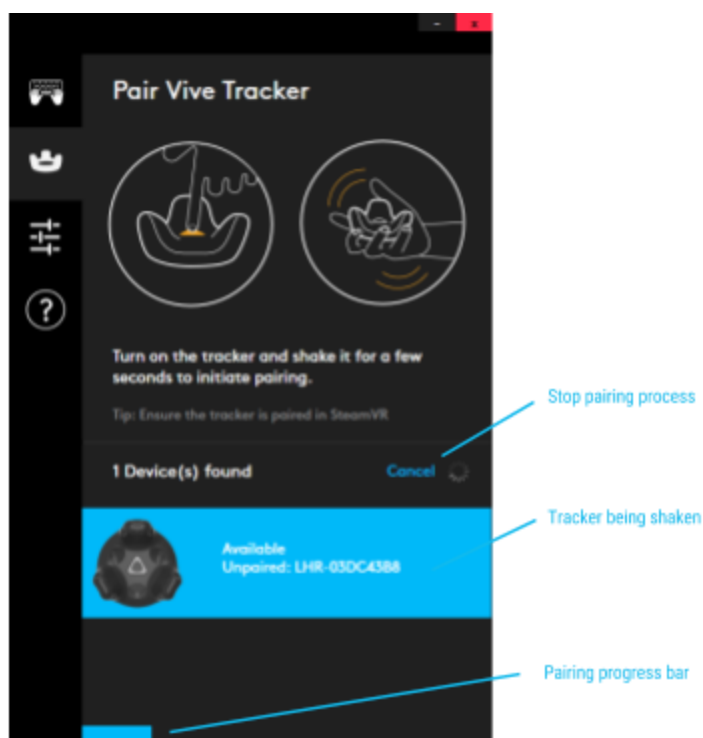 Pair Vive Tracker
Turn on the tracker and shake it for a few
seconds to initiate pairing.
Tip: Ensure the tracker is paired in SteamVR
Stop pairing process
1 Device(s) found
Cancel
Tracker being shaken
Available
Unpaired: LHR-03DC43B8
Pairing progress bar